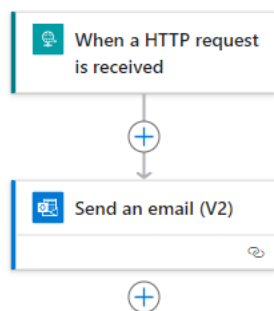 When a HTTP request
is received
Send an email (V2)